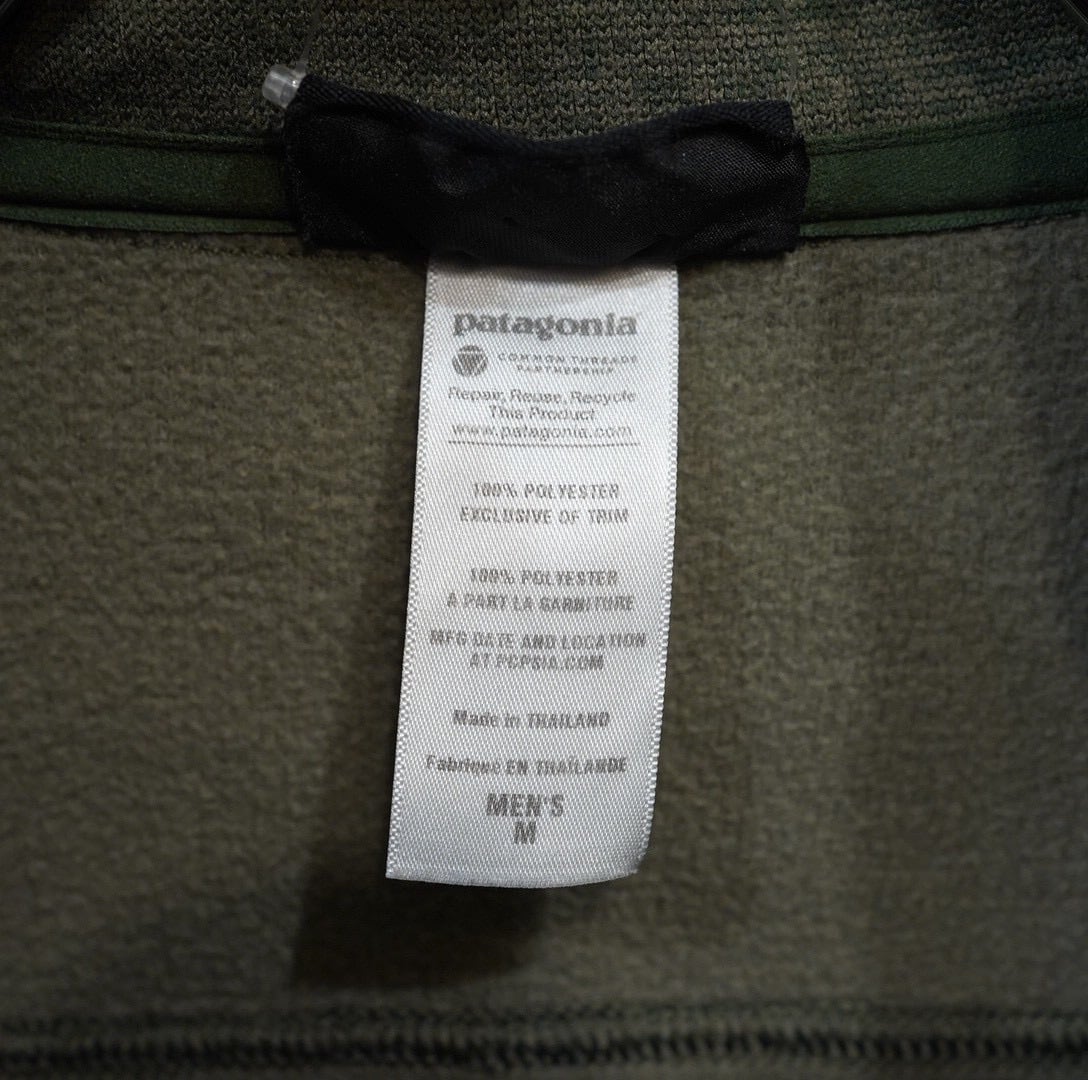 patagonia
COMMON THREADS
PARTNERSHIP
Repair, Reuse, Recycle
This Product
www.patagonia.com
100% POLYESTER
EXCLUSIVE OF TRIM
100% POLYESTER
A PART LA GARNITURE
MFG DATE AND LOCATION
AT PCPSIA.COM
Made in THAILAND
Fabriqué EN THAÏLANDE
MEN'S
M